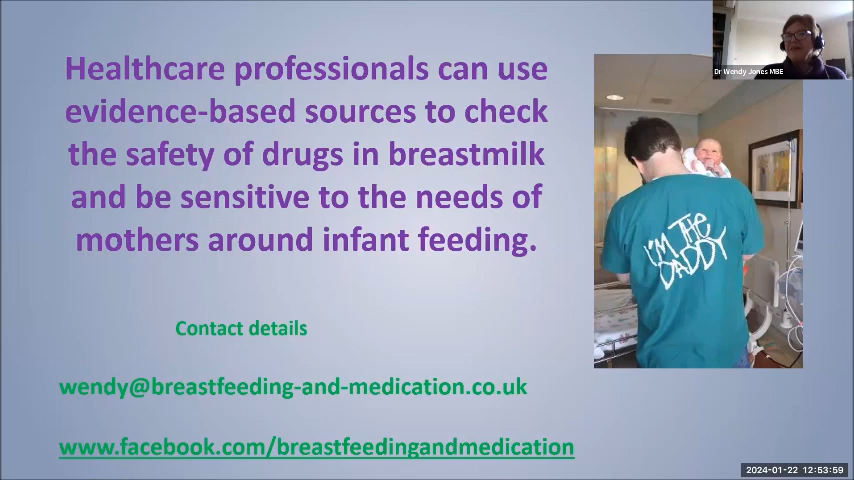 Healthcare professionals can use
evidence-based sources to check
the safety of drugs in breastmilk
and be sensitive to the needs of
mothers around infant feeding.
Contact details
wendy@breastfeeding-and-medication.co.uk
www.facebook.com/breastfeedingandmedication
Dr Wendy Jones MBE
I'M THE
DADDY
2024-01-22 12:53:59